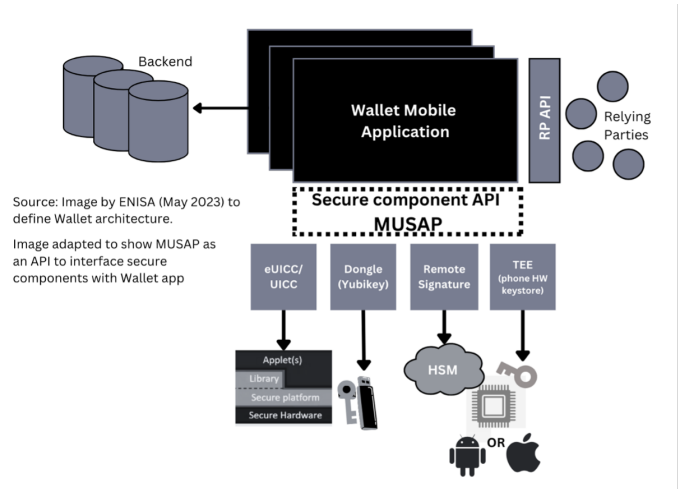 Backend
Wallet Mobile
Application
RP API
Relying
Parties
Source: Image by ENISA (May 2023) to
define Wallet architecture.
Image adapted to show MUSAP as
an API to interface secure
components with Wallet app
Secure component API
MUSAP
eUICC/
UICC
Dongle
(Yubikey)
Remote
Signature
TEE
(phone HW
keystore)
Applet(s)
Library
Secure platform
Secure Hardware
HSM
OR